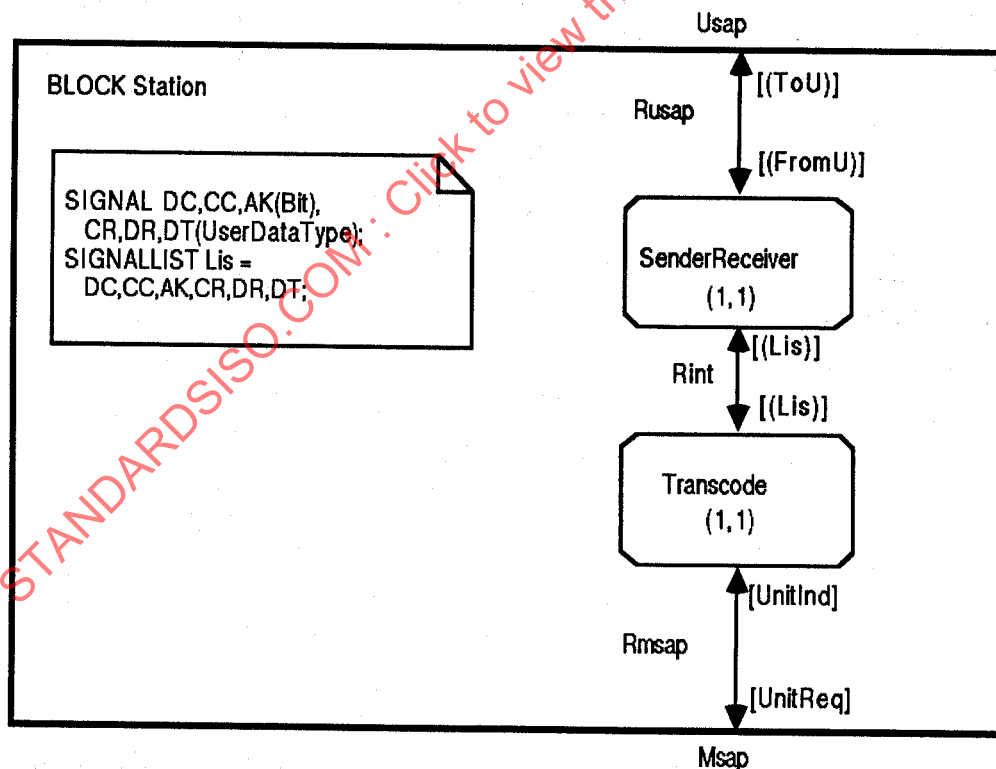 Usap
BLOCK Station
[(ToU)]
Rusap
[(FromU)]
SIGNAL DC,CC,AK(Bit),
CR,DR,DT(UserDataType);
SIGNALLIST Lis =
DC,CC,AK,CR,DR,DT;
SenderReceiver
(1,1)
[(Lis)]
Rint
[(Lis)]
Transcode
(1,1)
[UnitInd]
Rmsap
[UnitReq]
Msap
STANDARDSISO.COM : Click to view th